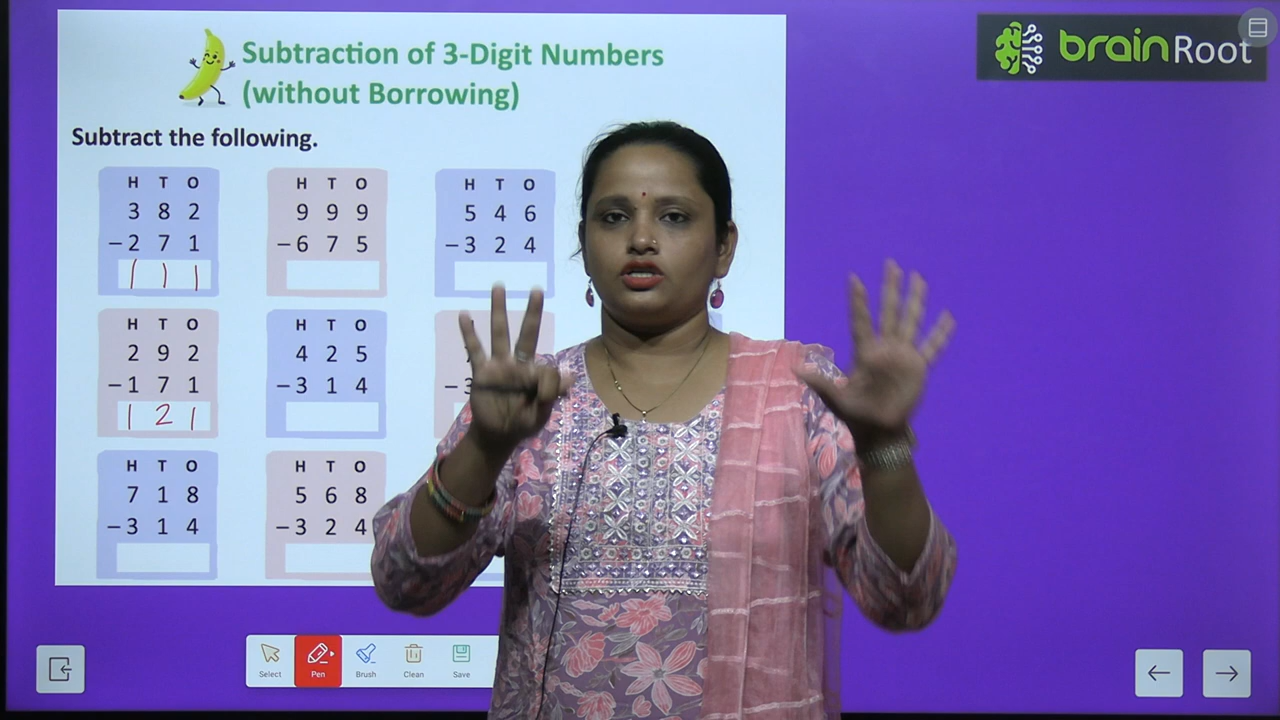 Subtraction of 3-Digit Numbers
(without Borrowing)
brainRoot
Subtract the following.
H T O
3 8 2
−2 7 1
1 1 1
H T O
9 9 9
−6 7 5
H T O
5 4 6
−3 2 4
H T O
2 9 2
−1 7 1
1 2 1
H T O
4 2 5
−3 1 4
H T O
7 1 8
−3 1 4
H T O
5 6 8
−3 2 4
Select
Pen
Brush
Clean
Save